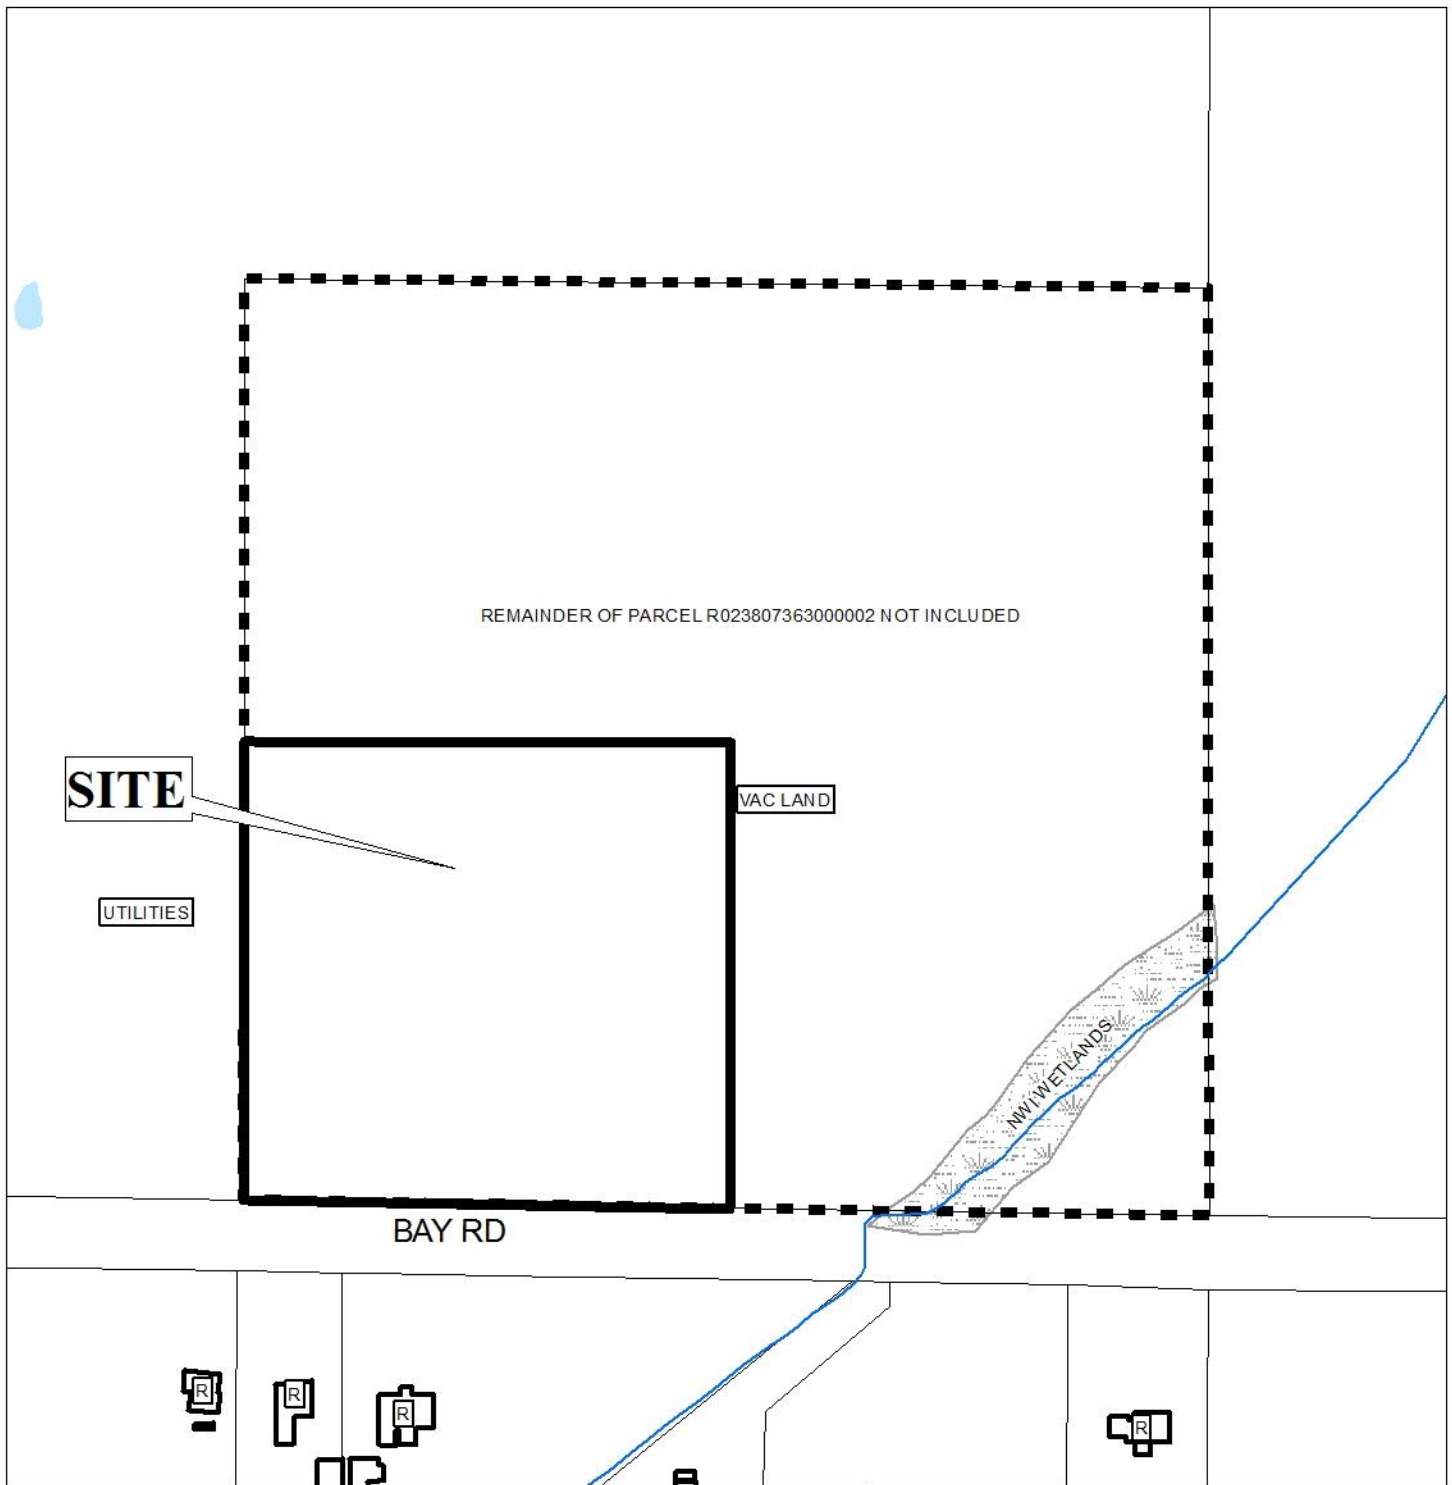 REMAINDER OF PARCEL R023807363000002 NOT INCLUDED
SITE
VAC LAND
UTILITIES
NWI WETLANDS
BAY RD
R
R
R
R